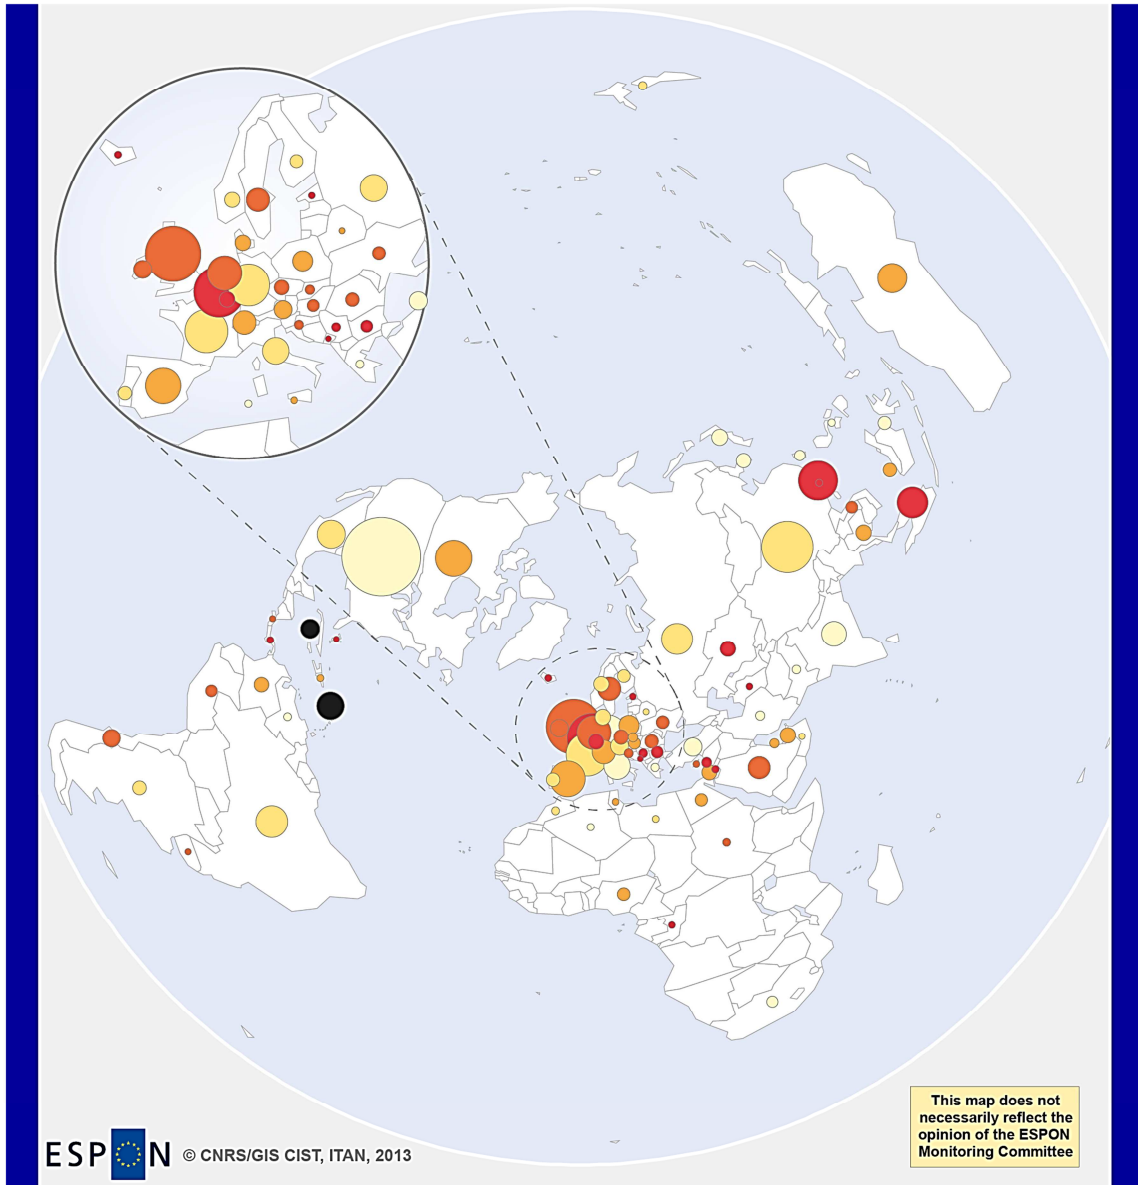 ESPON © CNRS/GIS CIST, ITAN, 2013
This map does not
necessarily reflect the
opinion of the ESPON
Monitoring Committee